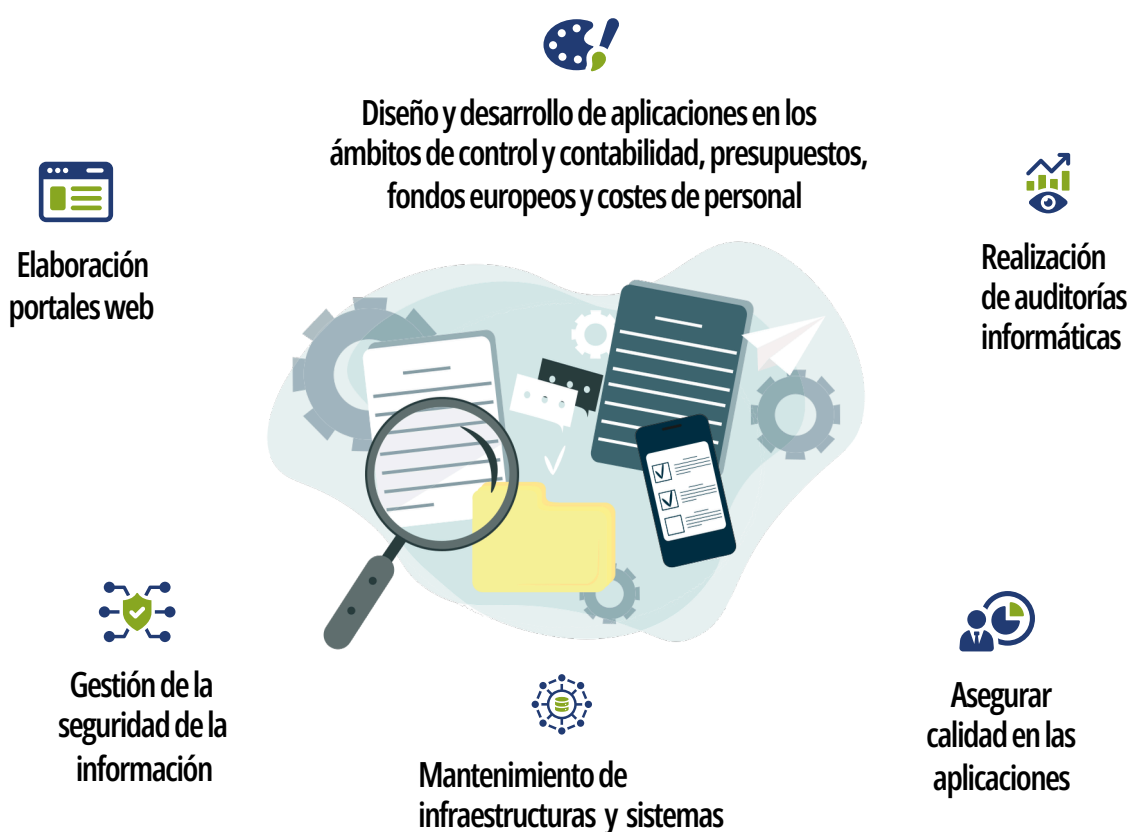 Diseño y desarrollo de aplicaciones en los
ámbitos de control y contabilidad, presupuestos,
fondos europeos y costes de personal
Elaboración
portales web
Realización
de auditorías
informáticas
Gestión de la
seguridad de la
información
Mantenimiento de
infraestructuras y sistemas
Asegurar
calidad en las
aplicaciones